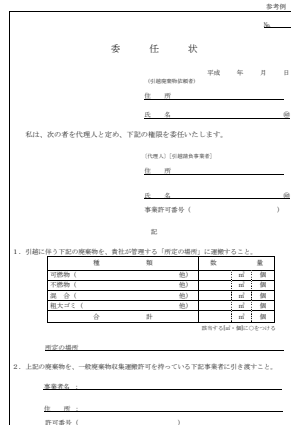 参考例
№
委 任 状
平成 年 月 日
(引越廃棄物依頼者)
住 所
氏 名 ㊞
私は、次の者を代理人と定め、下記の権限を委任いたします。
(代理人) [引越請負事業者]
住 所
氏 名 ㊞
事業許可番号 ( )
記
1.引越に伴う下記の廃棄物を、貴社が管理する「所定の場所」に運搬すること。
種 類 数 量
可燃物 ( 他) ㎥ 個
不燃物 ( 他) ㎥ 個
混 合 ( 他) ㎥ 個
粗大ゴミ ( 他) ㎥ 個
合 計 ㎥ 個
該当する[㎥・個]に○をつける
所定の場所
2.上記の廃棄物を、一般廃棄物収集運搬許可を持っている下記事業者に引き渡すこと。
事業者名:
住 所:
許可番号 ( )